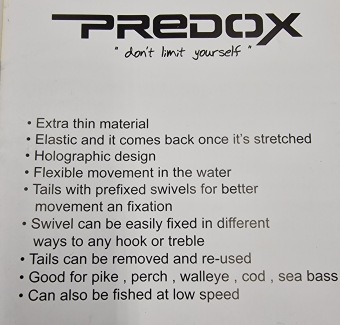 PREDOX
" don't limit yourself "
• Extra thin material
• Elastic and it comes back once it's stretched
• Holographic design
• Flexible movement in the water
• Tails with prefixed swivels for better
movement an fixation
• Swivel can be easily fixed in different
ways to any hook or treble
• Tails can be removed and re-used
• Good for pike , perch , walleye , cod , sea bass
• Can also be fished at low speed